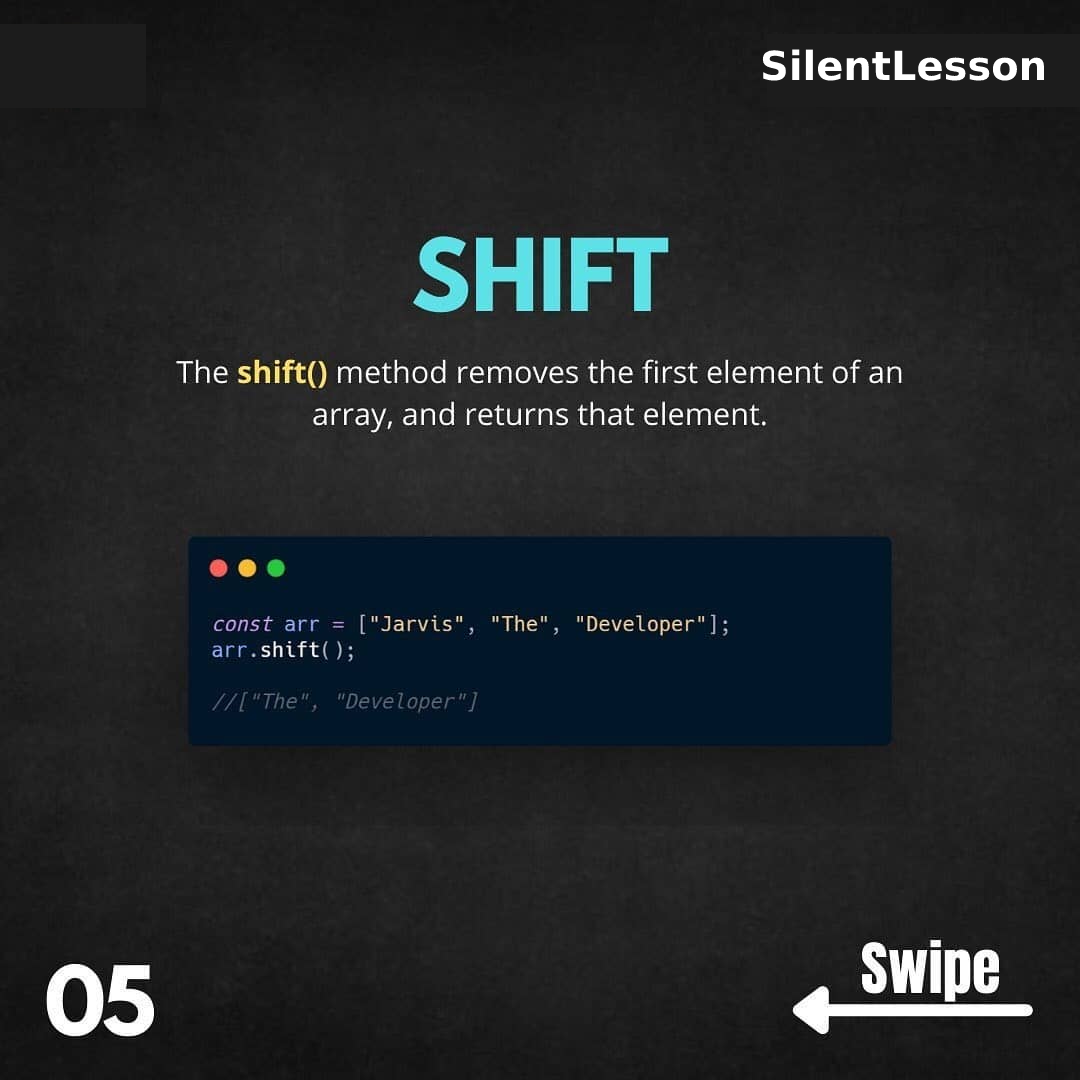 SilentLesson
SHIFT
The shift() method removes the first element of an
array, and returns that element.
const arr = ["Jarvis", "The", "Developer"];
arr.shift();
//["The", "Developer"]
05
Swipe